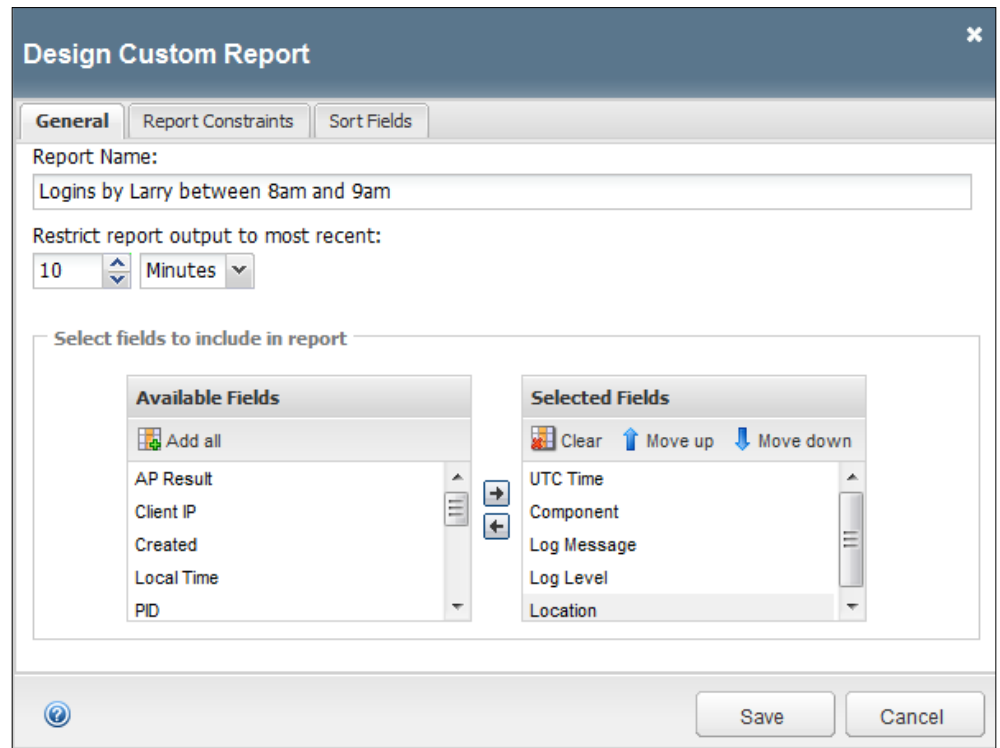 Design Custom Report
General Report Constraints Sort Fields
Report Name:
Logins by Larry between 8am and 9am
Restrict report output to most recent:
10 Minutes
Select fields to include in report
Available Fields
Add all
AP Result
Client IP
Created
Local Time
PID
Selected Fields
Clear Move up Move down
UTC Time
Component
Log Message
Log Level
Location
Save Cancel